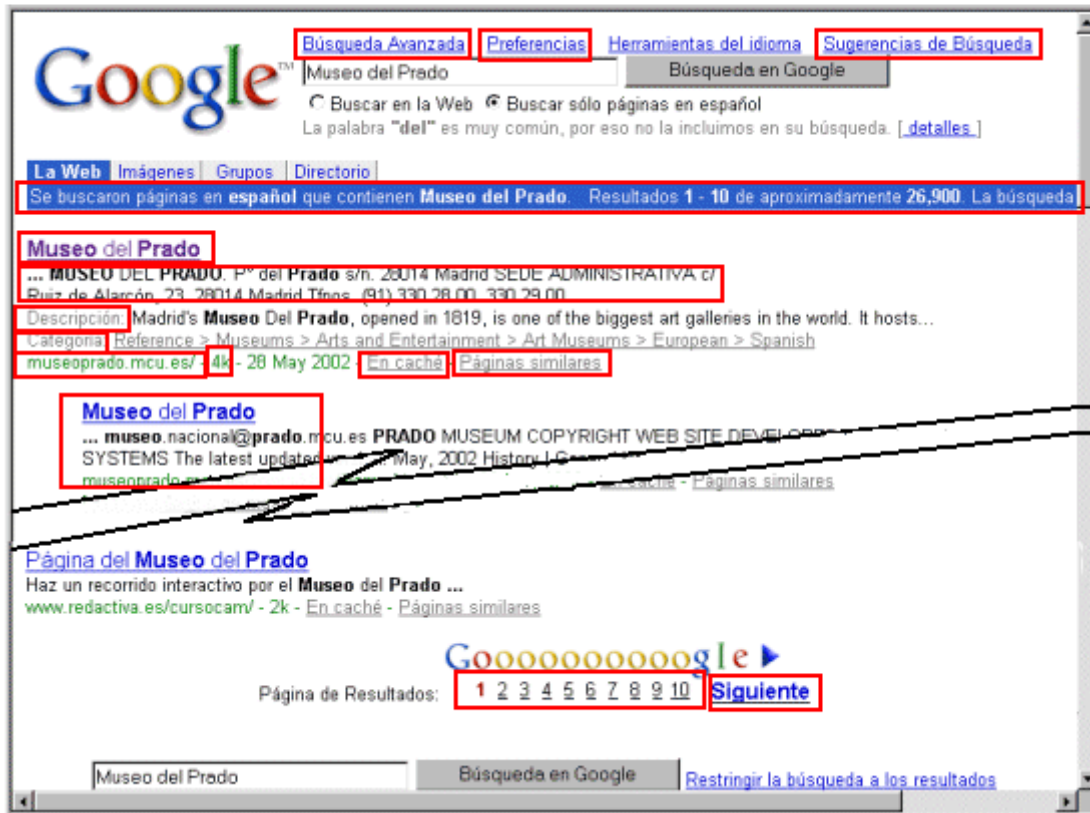 Búsqueda Avanzada Preferencias Herramientas del idioma Sugerencias de Búsqueda
Google™ Museo del Prado Búsqueda en Google
Buscar en la Web Buscar sólo páginas en español
La palabra "del" es muy común, por eso no la incluimos en su búsqueda. [ detalles ]
La Web Imágenes Grupos Directorio
Se buscaron páginas en español que contienen Museo del Prado. Resultados 1 - 10 de aproximadamente 26,900. La búsqueda
Museo del Prado
... MUSEO DEL PRADO. Pº del Prado s/n. 28014 Madrid SEDE ADMINISTRATIVA c/
Ruiz de Alarcón, 23. 28014 Madrid Tfnos. (91) 330 28 00. 330 29 00
Descripción: Madrid's Museo Del Prado, opened in 1819, is one of the biggest art galleries in the world. It hosts...
Categoría: Reference > Museums > Arts and Entertainment > Art Museums > European > Spanish
museoprado.mcu.es/ - 4k - 28 May 2002 - En caché - Páginas similares
Museo del Prado
... museo.nacional@prado.mcu.es PRADO MUSEUM COPYRIGHT WEB SITE
SYSTEMS The latest updated May, 2002 History |
En caché - Páginas similares
Página del Museo del Prado
Haz un recorrido interactivo por el Museo del Prado ...
www.redactiva.es/cursocam/ - 2k - En caché - Páginas similares
Goooooooooogle
Página de Resultados: 1 2 3 4 5 6 7 8 9 10 Siguiente
Museo del Prado Búsqueda en Google Restringir la búsqueda a los resultados